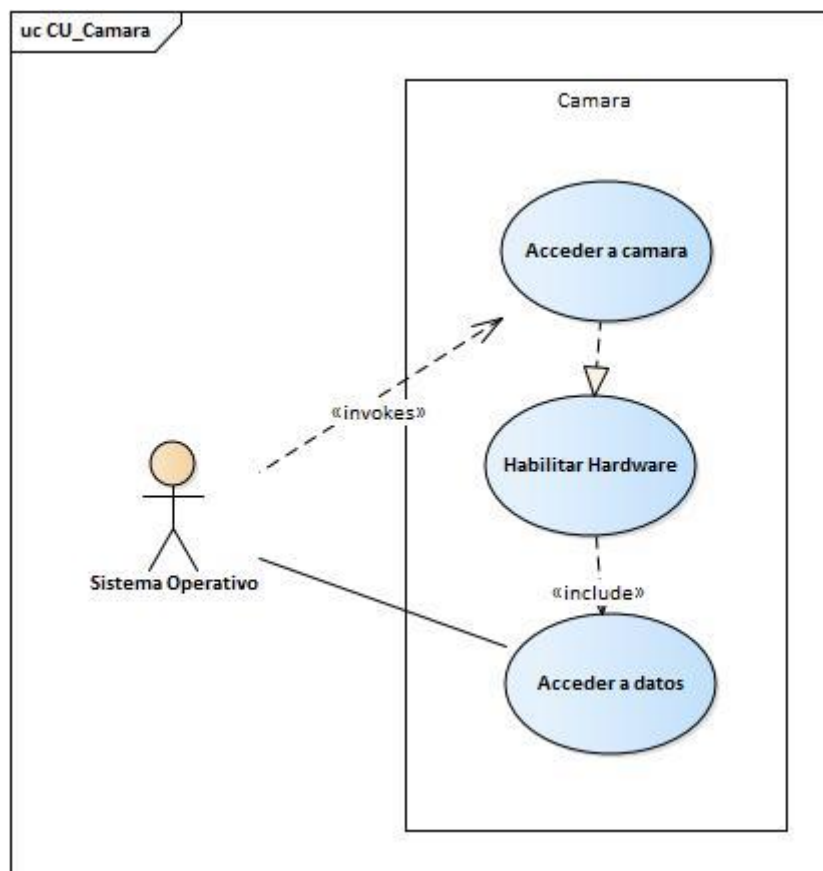 uc CU_Camara
Camara
Acceder a camara
«invokes»
Habilitar Hardware
Sistema Operativo
«include»
Acceder a datos